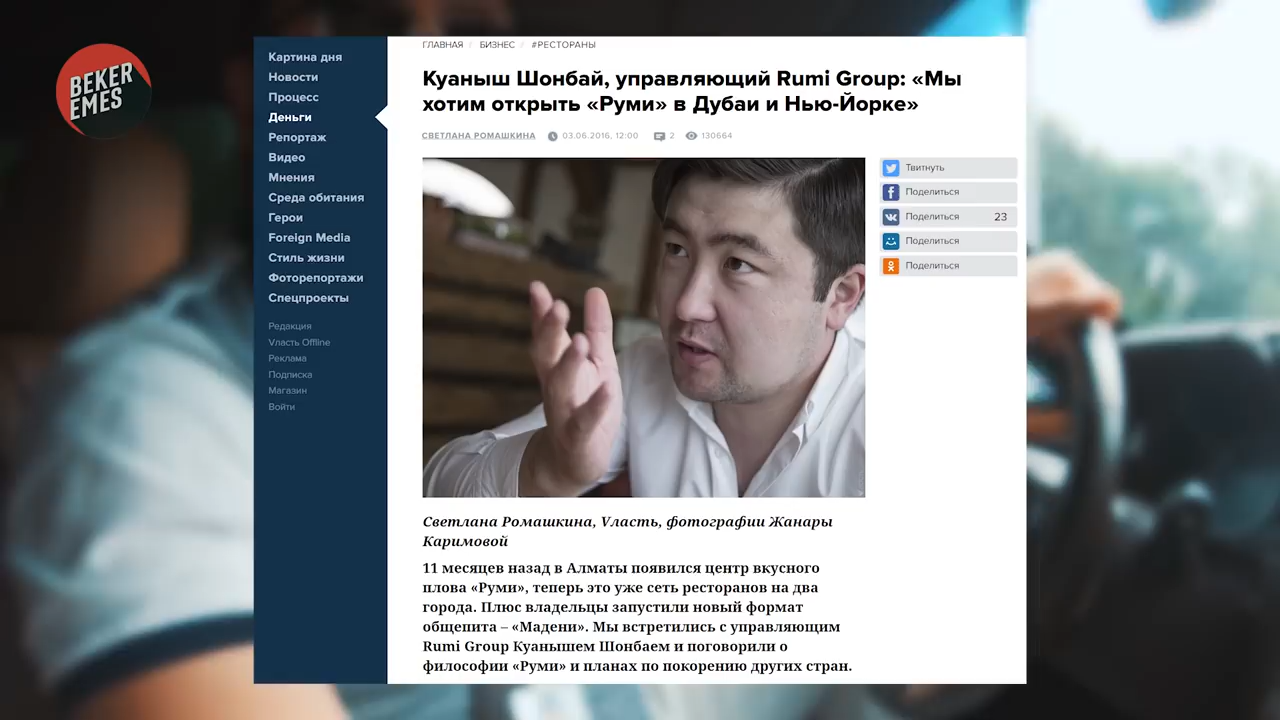 BEKER
EMES
Картина дня
Новости
Процесс
Деньги
Репортаж
Видео
Мнения
Среда обитания
Герои
Foreign Media
Стиль жизни
Фоторепортажи
Спецпроекты
Редакция
Vласть Offline
Реклама
Подписка
Магазин
Войти
ГЛАВНАЯ / БИЗНЕС / #РЕСТОРАНЫ
Куаныш Шонбай, управляющий Rumi Group: «Мы
хотим открыть «Руми» в Дубаи и Нью-Йорке»
СВЕТЛАНА РОМАШКИНА 03.06.2016, 12:00 2 130664
Твитнуть
Поделиться
Поделиться 23
Поделиться
Поделиться
Светлана Ромашкина, Vласть, фотографии Жанары
Каримовой
11 месяцев назад в Алматы появился центр вкусного
плова «Руми», теперь это уже сеть ресторанов на два
города. Плюс владельцы запустили новый формат
общепита – «Мадени». Мы встретились с управляющим
Rumi Group Куанышем Шонбаем и поговорили о
философии «Руми» и планах по покорению других стран.